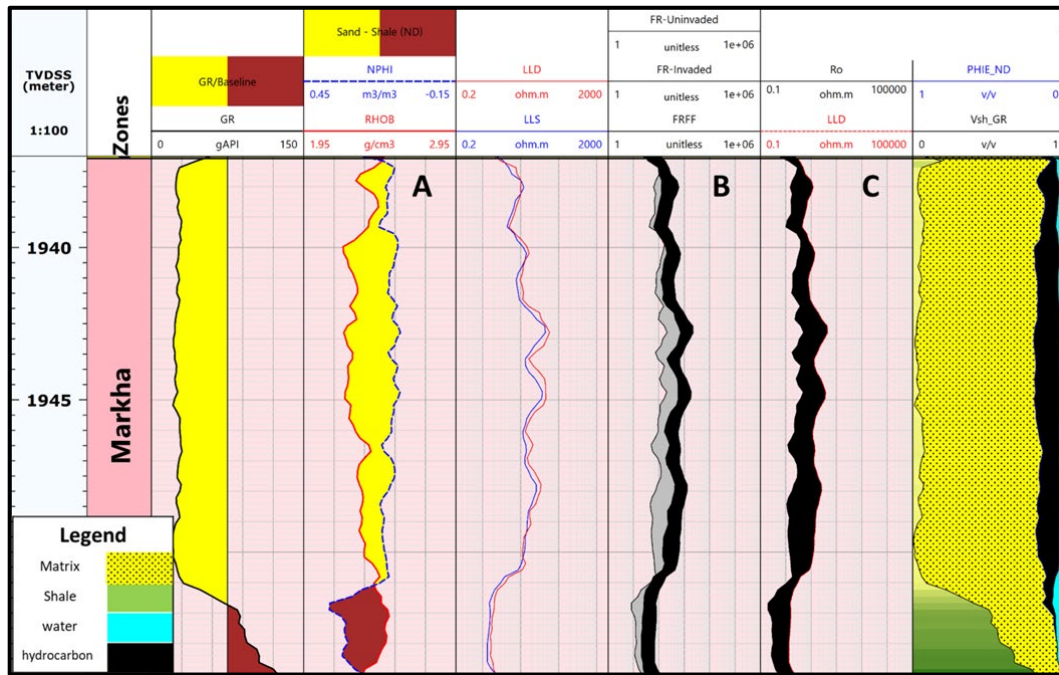 TVDSS
(meter)
1:100
Zones
GR/Baseline
GR
0 gAPI 150
Sand - Shale (ND)
NPHI
0.45 m3/m3 -0.15
RHOB
1.95 g/cm3 2.95
LLD
0.2 ohm.m 2000
LLS
0.2 ohm.m 2000
FR-Uninvaded
1 unitless 1e+06
FR-Invaded
1 unitless 1e+06
FRFF
1 unitless 1e+06
Ro
0.1 ohm.m 100000
LLD
0.1 ohm.m 100000
PHIE_ND
1 v/v 0
Vsh_GR
0 v/v 1
A
B
C
1940
1945
Markha
Legend
Matrix
Shale
water
hydrocarbon